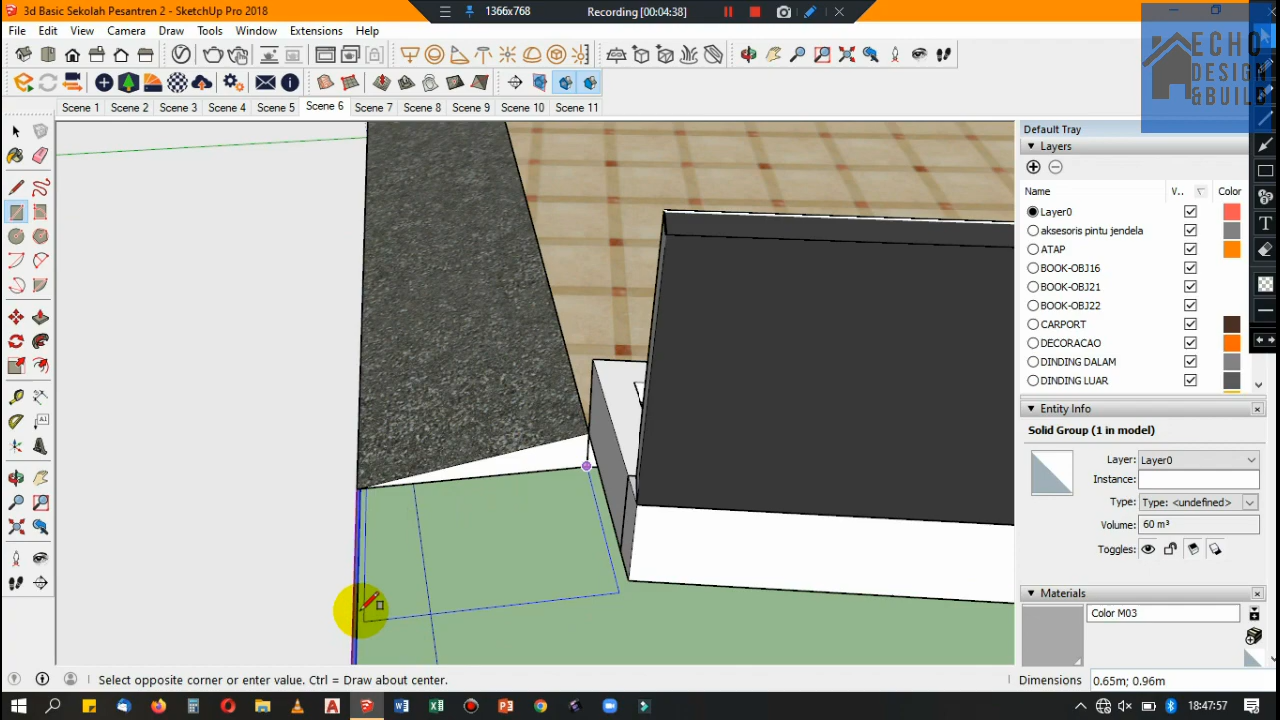 3d Basic Sekolah Pesantren 2 - SketchUp Pro 2018
1366x768
Recording [00:04:38]
File Edit View Camera Draw Tools Window Extensions Help
ECHO
DESIGN
&BUILD
Scene 1 Scene 2 Scene 3 Scene 4 Scene 5 Scene 6 Scene 7 Scene 8 Scene 9 Scene 10 Scene 11
Default Tray
Layers
Name V.. Color
Layer0
aksesoris pintu jendela
ATAP
BOOK-OBJ16
BOOK-OBJ21
BOOK-OBJ22
CARPORT
DECORACAO
DINDING DALAM
DINDING LUAR
Entity Info
Solid Group (1 in model)
Layer: Layer0
Instance:
Type: Type: <undefined>
Volume: 60 m³
Toggles:
Materials
Color M03
Select opposite corner or enter value. Ctrl = Draw about center.
Dimensions 0.65m; 0.96m
18:47:57